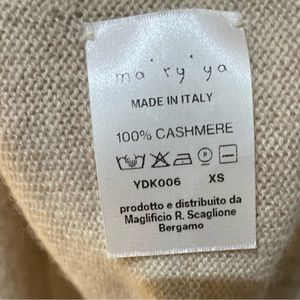 ma'ry'ya
MADE IN ITALY
100% CASHMERE
P
YDK006 XS
prodotto e distribuito da
Maglificio R. Scaglione
Bergamo